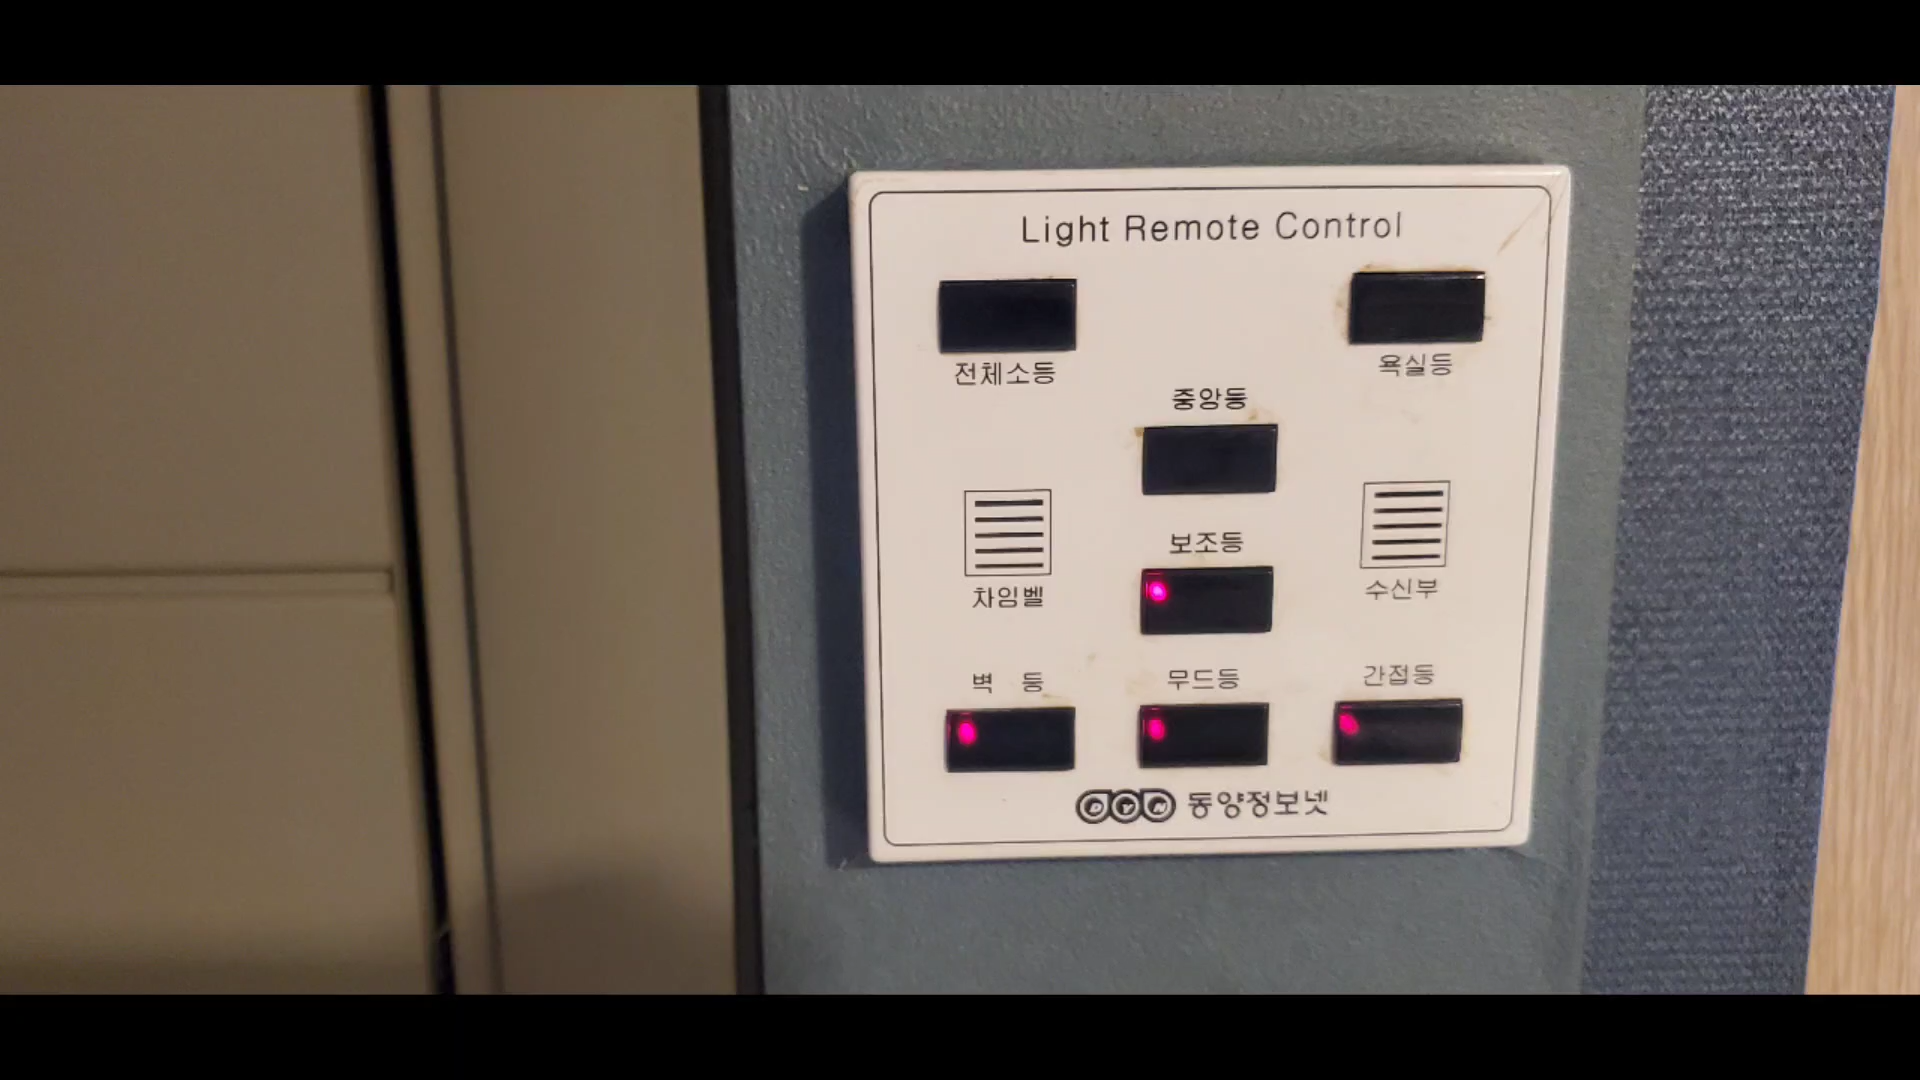 Light Remote Control
전체소등
욕실등
중앙등
차임벨
보조등
수신부
벽 등
무드등
간접등
DYN 동양정보넷